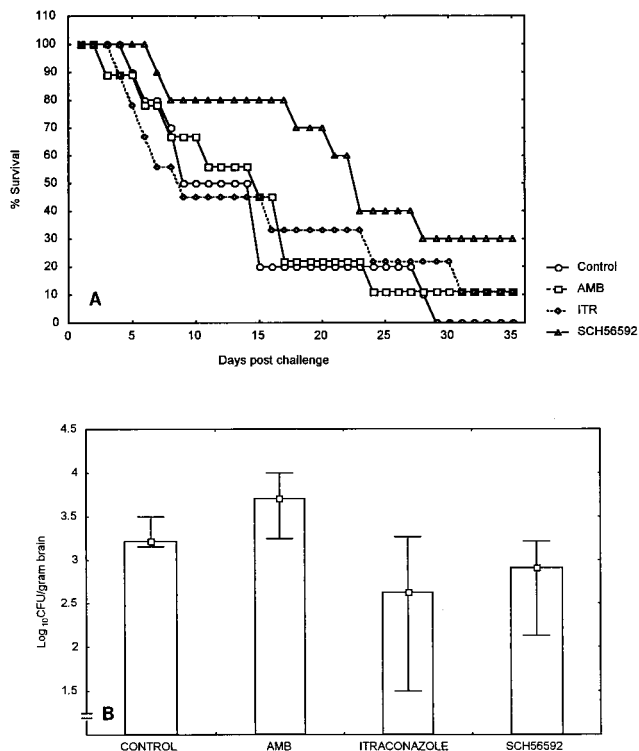 110
100
90
80
70
60
50
40
30
20
10
0
% Survival
A
0
5
10
15
20
25
30
35
Days post challenge
Control
AMB
ITR
SCH56592
4.5
4
3.5
3
2.5
2
1.5
Log 10CFU/gram brain
B
CONTROL
AMB
ITRACONAZOLE
SCH56592